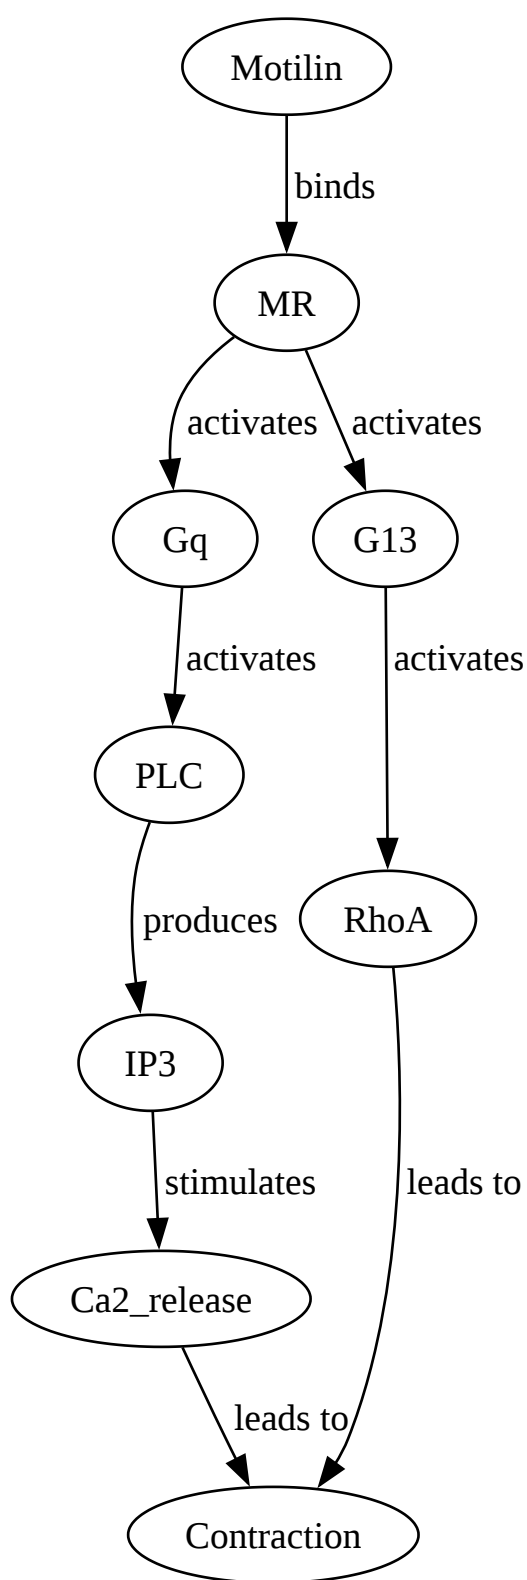 Motilin
binds
MR
activates
activates
Gq
G13
activates
activates
PLC
produces
RhoA
IP3
stimulates
leads to
Ca2_release
leads to
Contraction